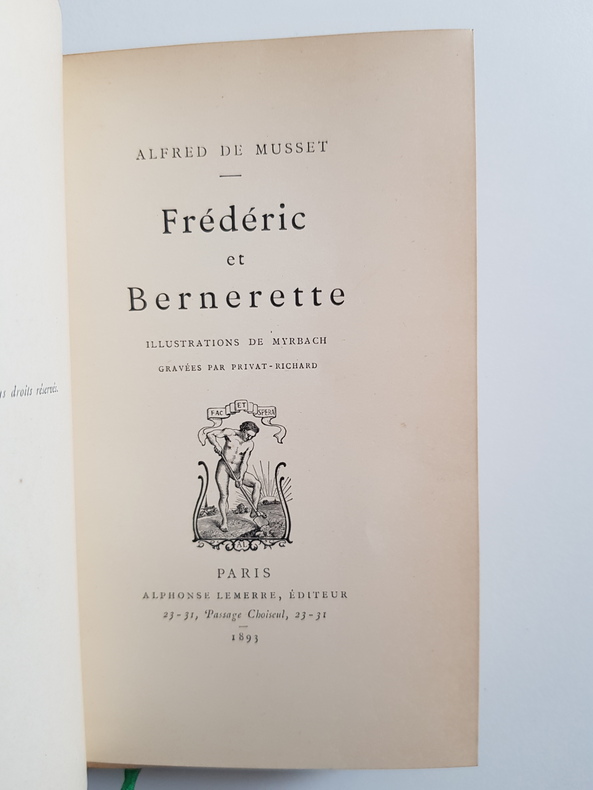 droits réservés.
ALFRED DE MUSSET
Frédéric
et
Bernerette
ILLUSTRATIONS DE MYRBACH
GRAVÉES PAR PRIVAT-RICHARD
FAC ET SPERA
AL
PARIS
ALPHONSE LEMERRE, ÉDITEUR
23-31, Passage Choiseul, 23-31
1893